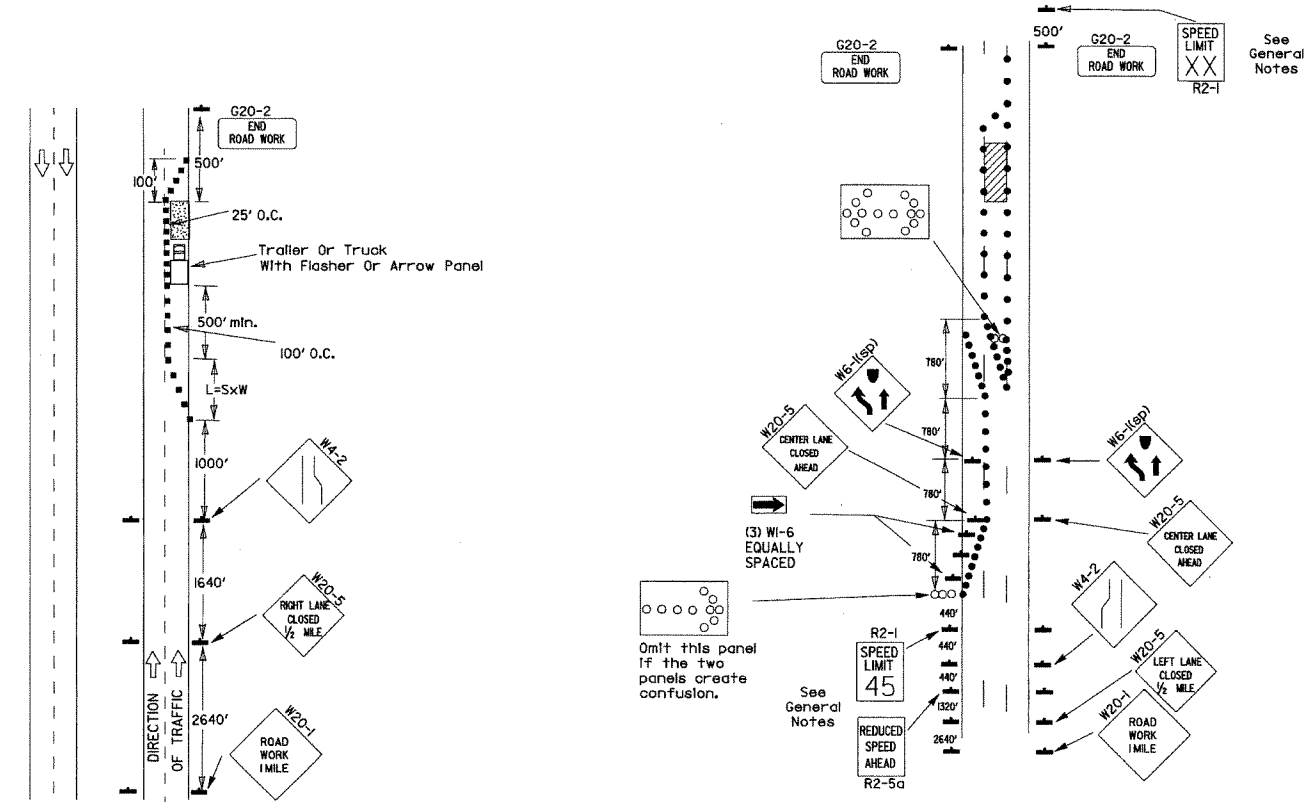 G20-2
END
ROAD WORK
500'
100'
25' O.C.
Trailer Or Truck
With Flasher Or Arrow Panel
500' min.
100' O.C.
L=SxW
1000'
W4-2
1640'
W20-5
RIGHT LANE
CLOSED
1/2 MILE
2640'
DIRECTION
OF TRAFFIC
W20-1
ROAD
WORK
1 MILE
G20-2
END
ROAD WORK
500'
G20-2
END
ROAD WORK
SPEED
LIMIT
XX
R2-1
See
General
Notes
780'
W6-1(sp)
780'
W20-5
CENTER LANE
CLOSED
AHEAD
780'
W6-1(sp)
(3) W1-6
EQUALLY
SPACED
780'
W20-5
CENTER LANE
CLOSED
AHEAD
Omit this panel
if the two
panels create
confusion.
440'
R2-1
SPEED
LIMIT
45
440'
440'
See
General
Notes
1320'
2640'
REDUCED
SPEED
AHEAD
R2-5a
W4-2
W20-5
LEFT LANE
CLOSED
1/2 MILE
W20-1
ROAD
WORK
1 MILE